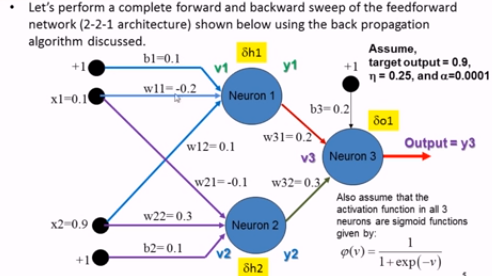 • Let's perform a complete forward and backward sweep of the feedforward
network (2-2-1 architecture) shown below using the back propagation
algorithm discussed.
Assume,
target output = 0.9,
η = 0.25, and α=0.0001
b1=0.1
δh1
+1
v1
y1
+1
w11= -0.2
x1=0.1
Neuron 1
b3= 0.2
δo1
w31= 0.2
Output = y3
w12= 0.1
v3
Neuron 3
w21= -0.1
w32= 0.3
Also assume that the
activation function in all 3
neurons are sigmoid functions
given by:
φ(v) = 1 / 1+exp(−v)
x2=0.9
w22= 0.3
Neuron 2
b2= 0.1
+1
v2
y2
δh2